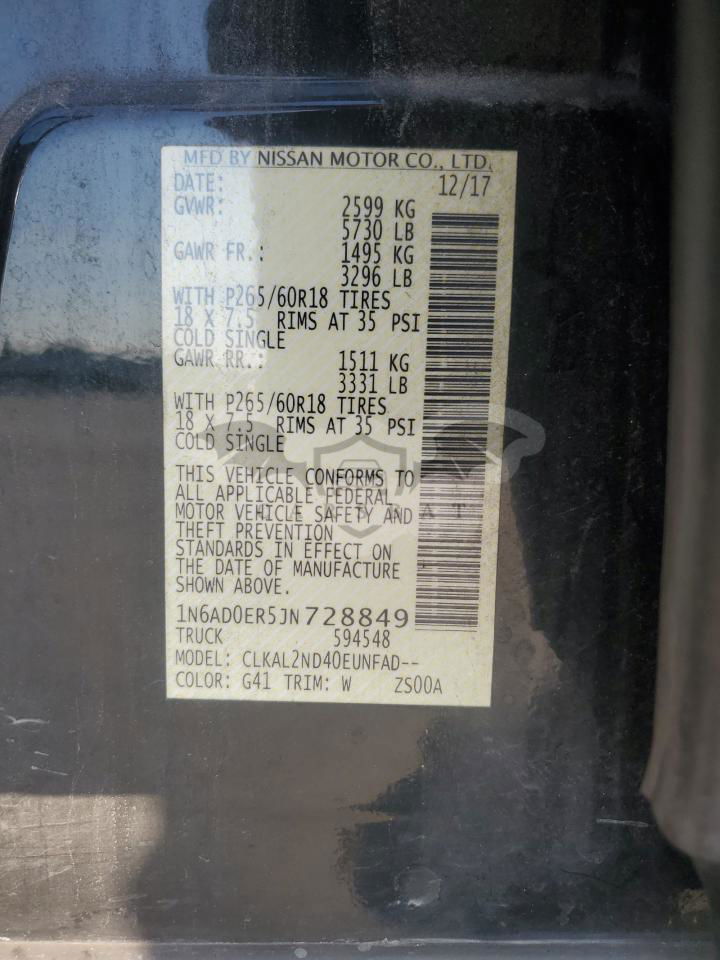 MFD BY NISSAN MOTOR CO., LTD.
DATE: 12/17
GVWR: 2599 KG
5730 LB
GAWR FR.: 1495 KG
3296 LB
WITH P265/60R18 TIRES
18 X 7.5 RIMS AT 35 PSI
COLD SINGLE
GAWR RR.: 1511 KG
3331 LB
WITH P265/60R18 TIRES
18 X 7.5 RIMS AT 35 PSI
COLD SINGLE
THIS VEHICLE CONFORMS TO
ALL APPLICABLE FEDERAL
MOTOR VEHICLE SAFETY AND
THEFT PREVENTION
STANDARDS IN EFFECT ON
THE DATE OF MANUFACTURE
SHOWN ABOVE.
1N6AD0ER5JN728849
TRUCK 594548
MODEL: CLKAL2ND40EUNFAD--
COLOR: G41 TRIM: W ZS00A